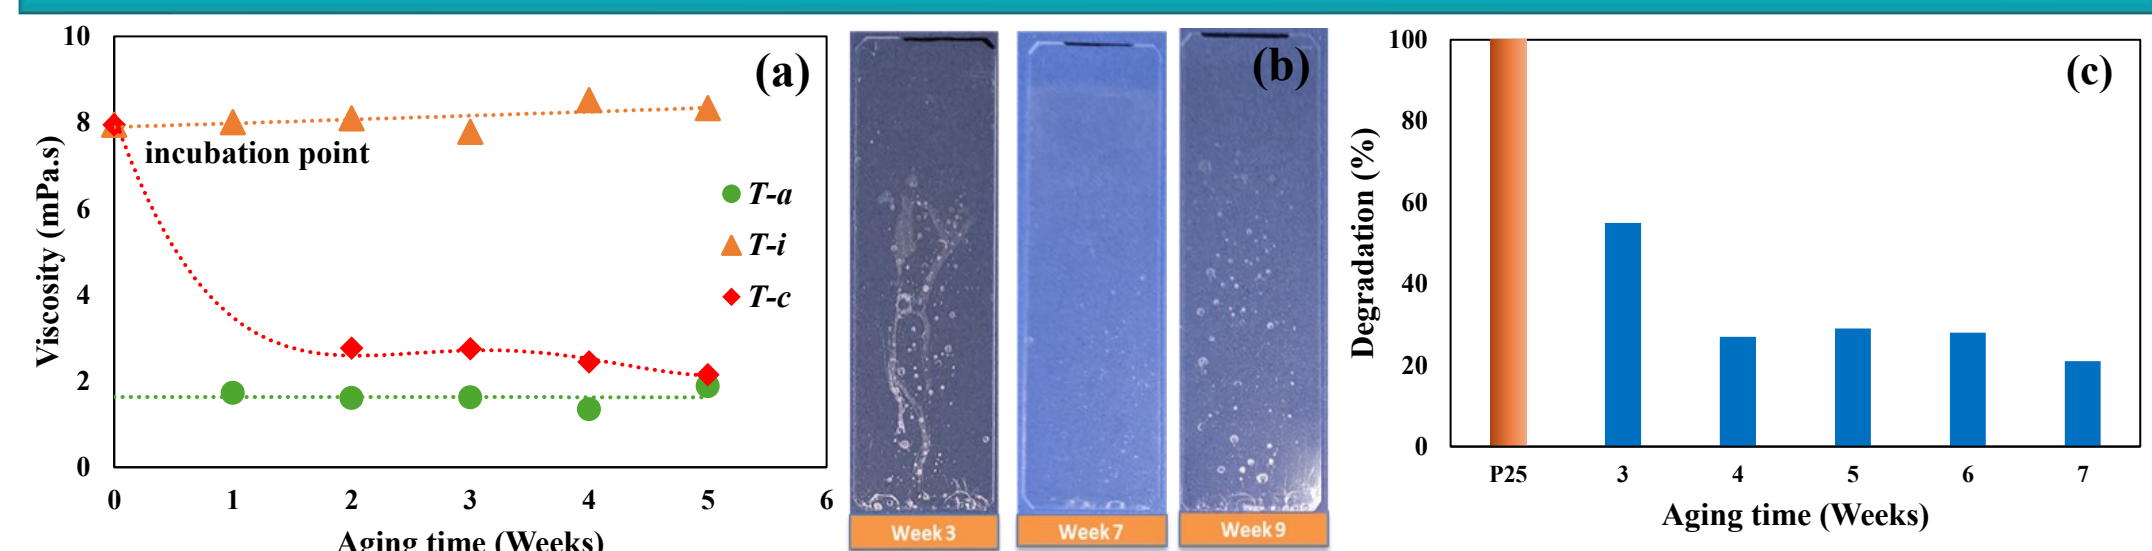 (a)
10
8
6
4
2
0
Viscosity (mPa.s)
incubation point
T-a
T-i
T-c
0 1 2 3 4 5 6
Aging time (Weeks)
(b)
Week 3
Week 7
Week 9
(c)
100
80
60
40
20
0
Degradation (%)
P25 3 4 5 6 7
Aging time (Weeks)